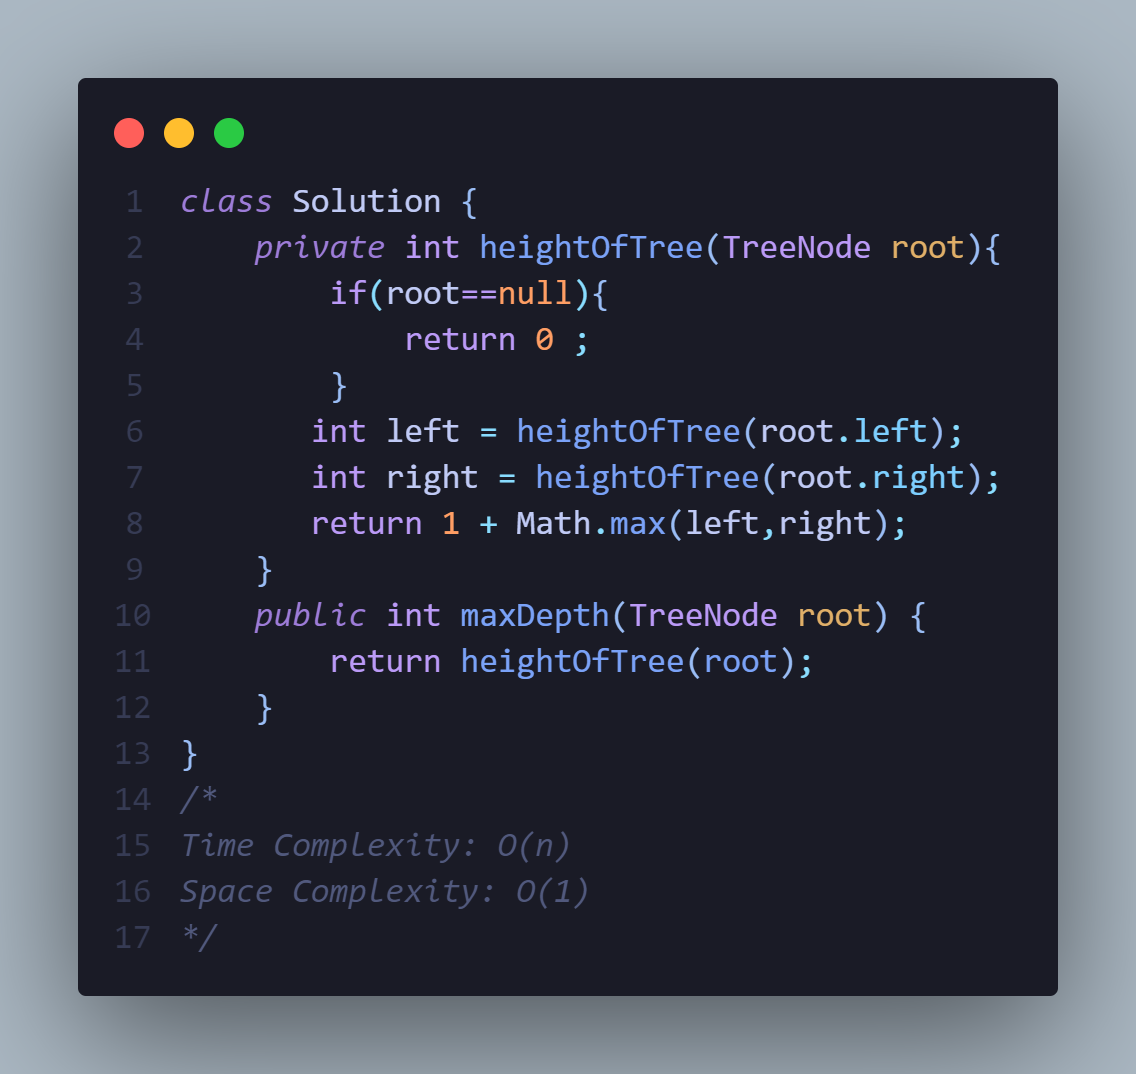 1 class Solution {
2     private int heightOfTree(TreeNode root){
3         if(root==null){
4             return 0 ;
5         }
6        int left = heightOfTree(root.left);
7        int right = heightOfTree(root.right);
8        return 1 + Math.max(left,right);
9     }
10     public int maxDepth(TreeNode root) {
11         return heightOfTree(root);
12     }
13 }
14 /*
15 Time Complexity: O(n)
16 Space Complexity: O(1)
17 */